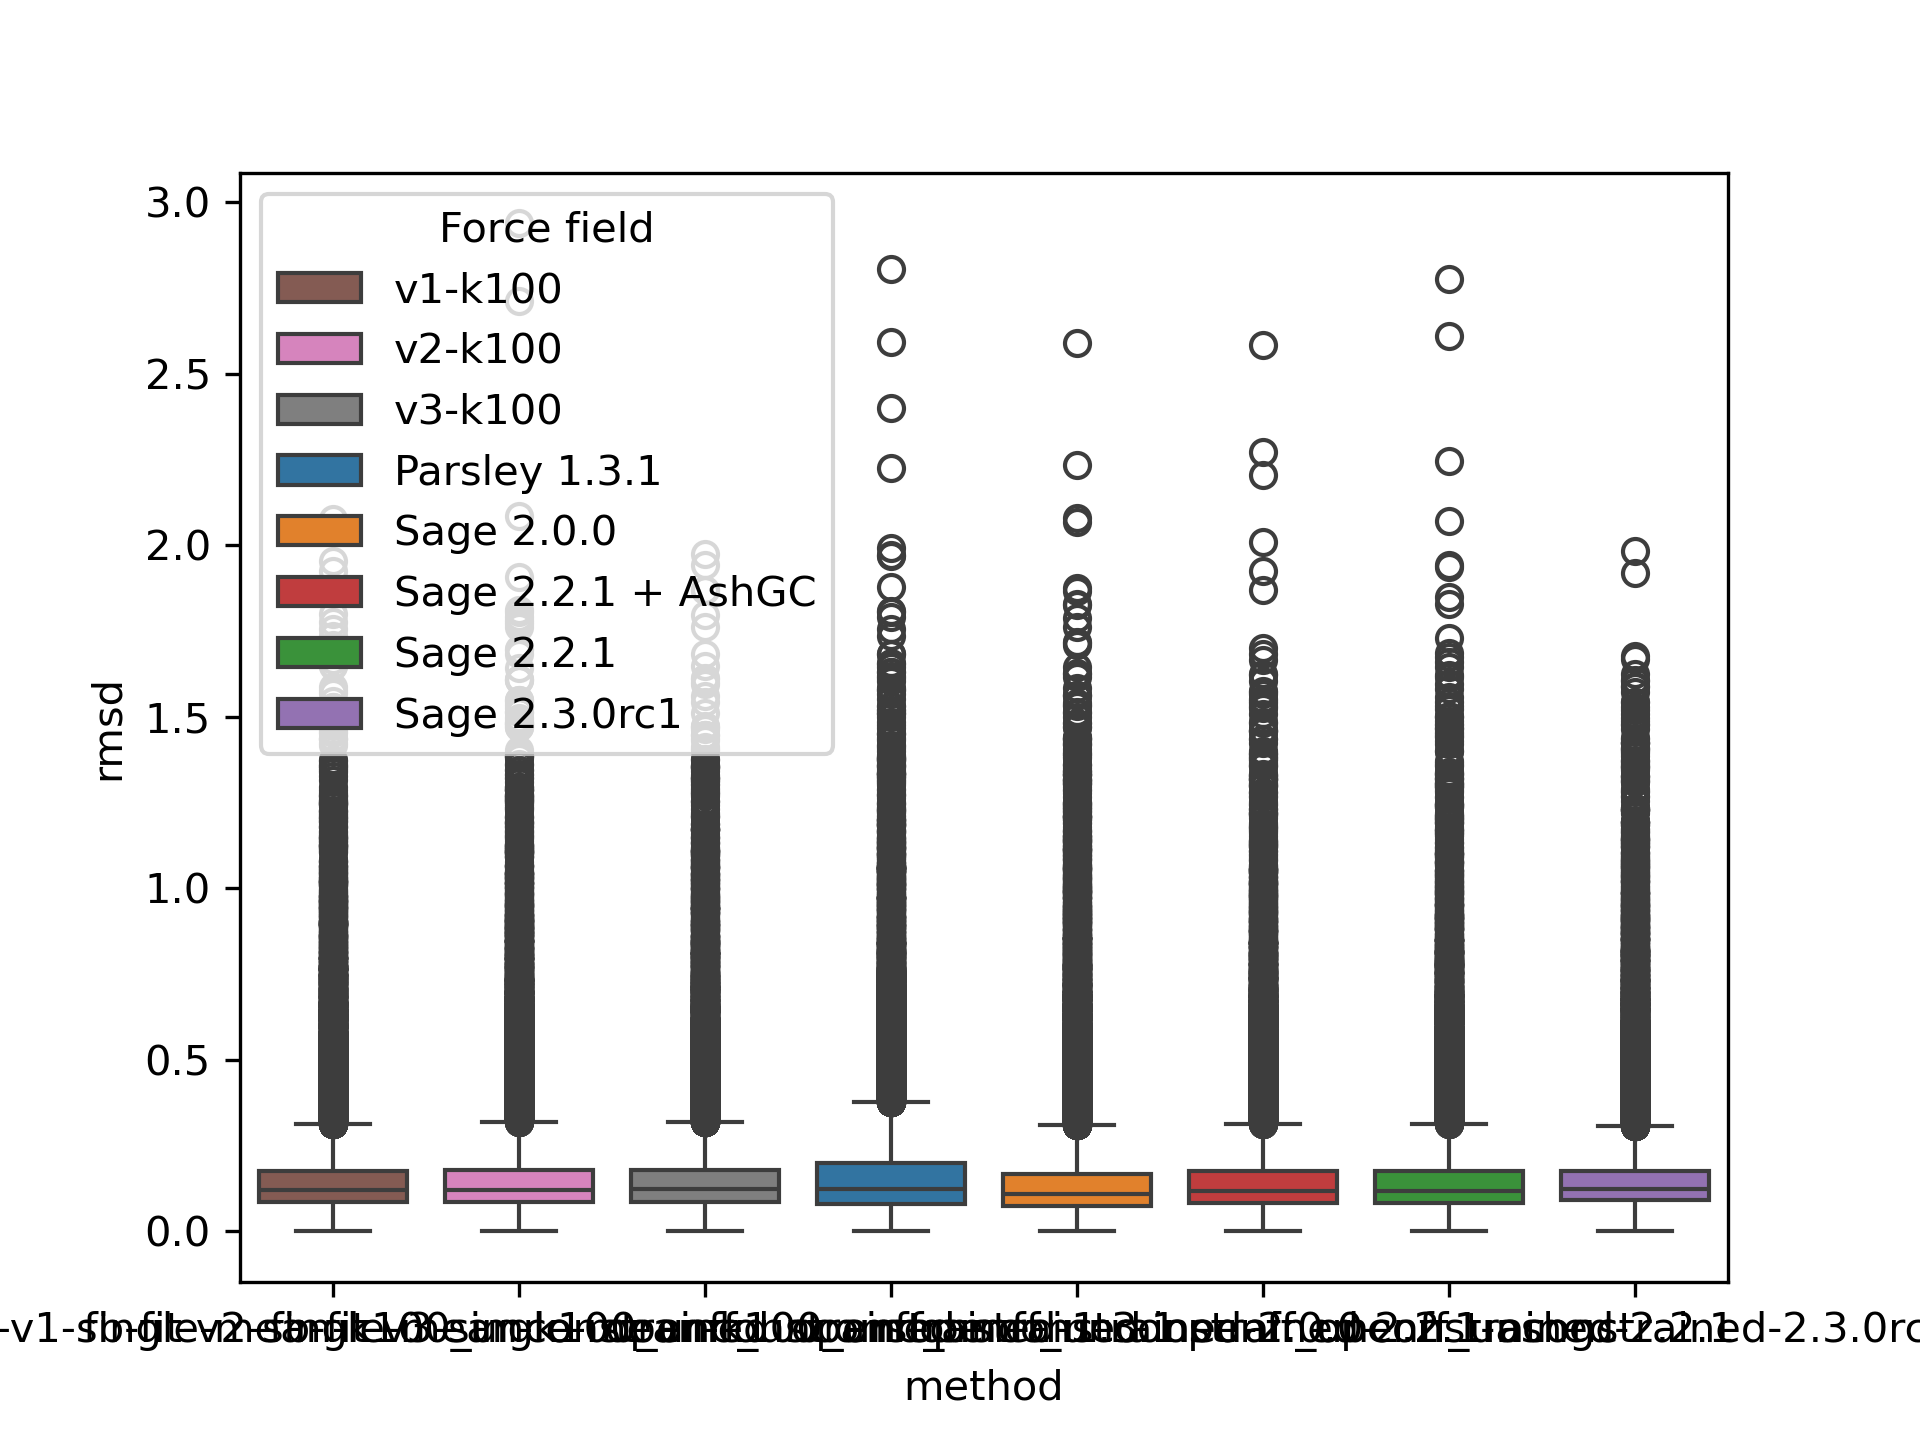 Force field
v1-k100
v2-k100
v3-k100
Parsley 1.3.1
Sage 2.0.0
Sage 2.2.1 + AshGC
Sage 2.2.1
Sage 2.3.0rc1
3.0
2.5
2.0
1.5
1.0
0.5
0.0
rmsd
method